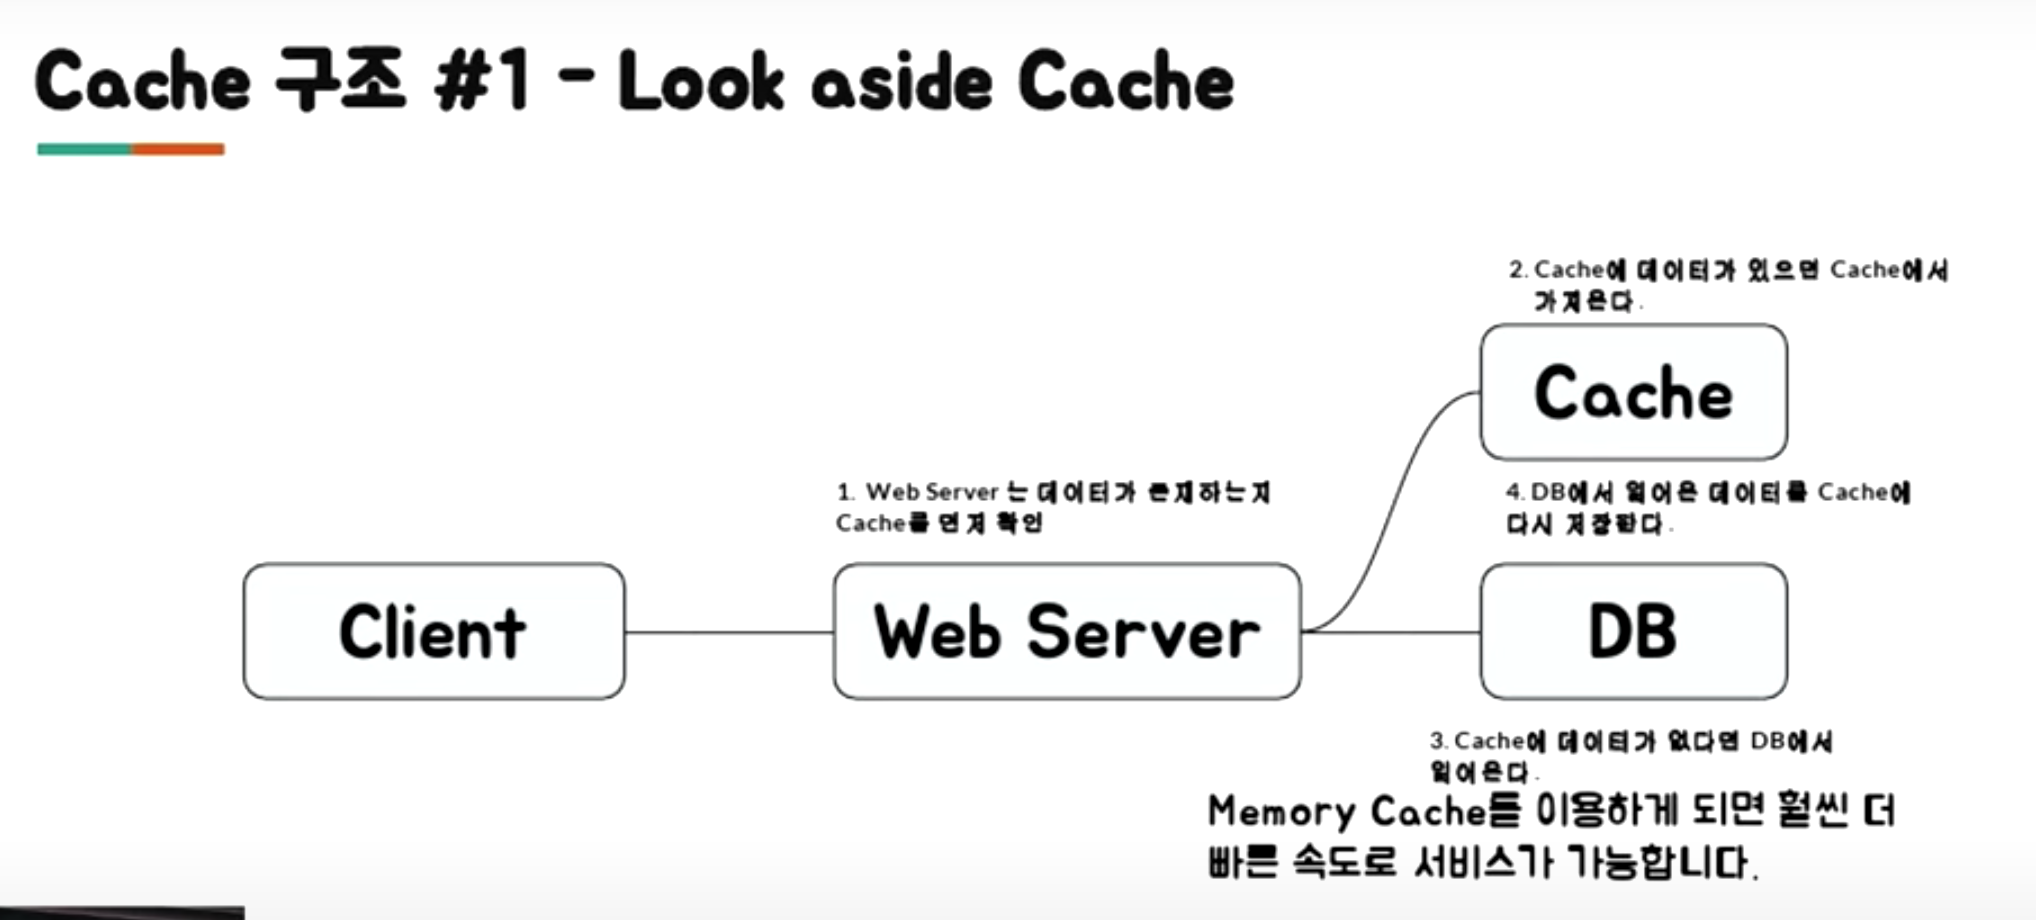 Cache 구조 #1 - Look aside Cache
2. Cache에 데이터가 있으면 Cache에서
가져온다.
Cache
1. Web Server 는 데이터가 존재하는지
Cache를 먼저 확인
4. DB에서 읽어온 데이터를 Cache에
다시 저장한다.
Client
Web Server
DB
3. Cache에 데이터가 없다면 DB에서
읽어온다.
Memory Cache를 이용하게 되면 훨씬 더
빠른 속도로 서비스가 가능합니다.